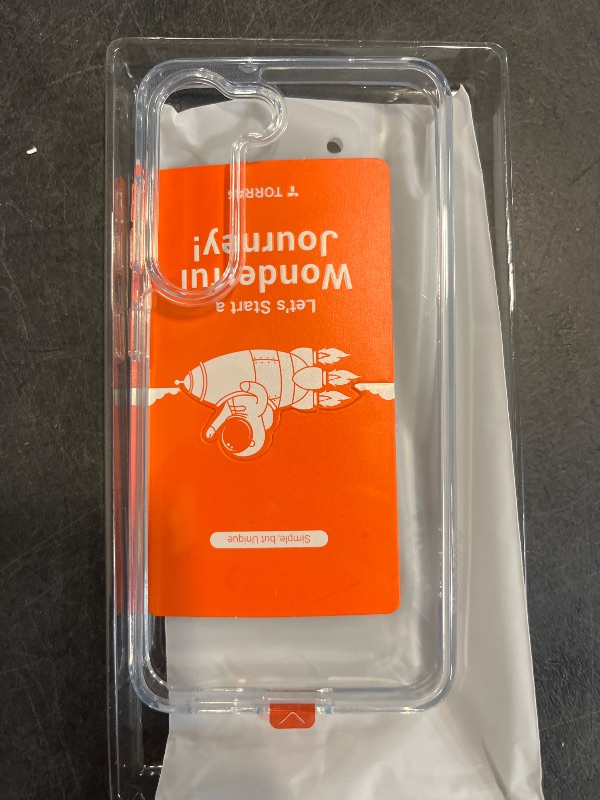 Simple, but Unique
Let's Start a
Wonderful
Journey!
TORRAS